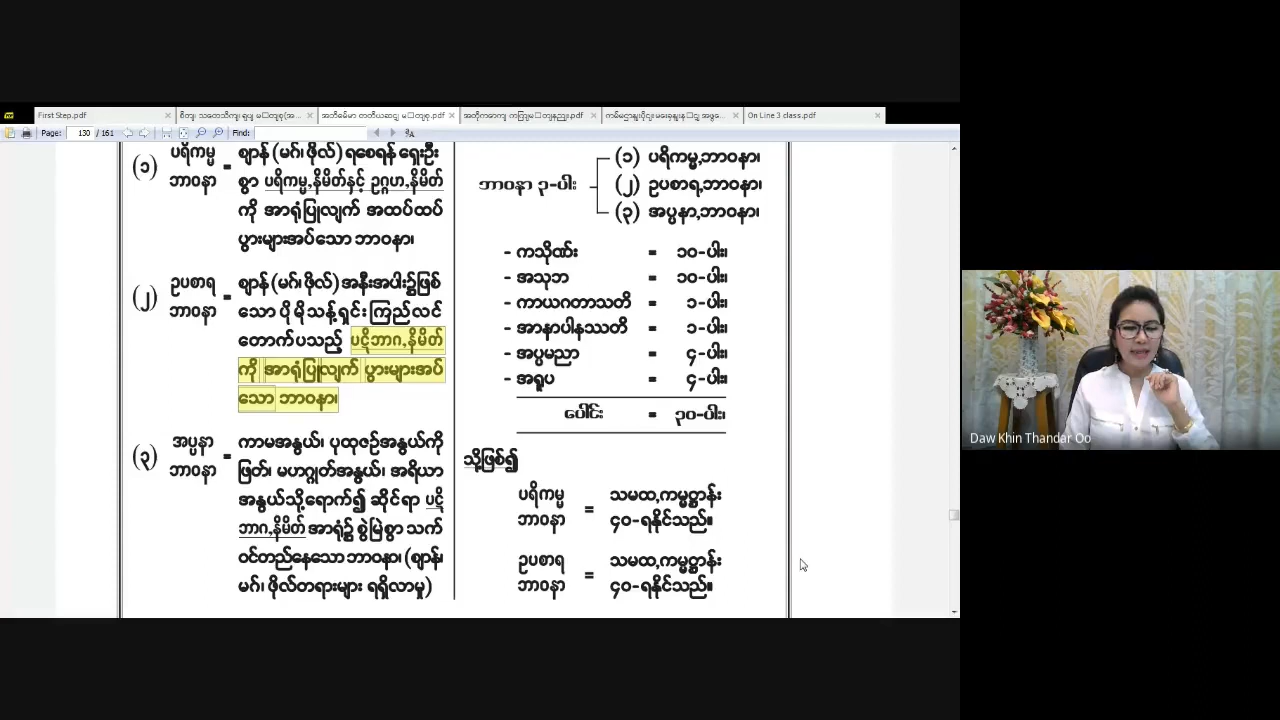 First Step.pdf
On Line 3 class.pdf
Page: 130 / 161 Find:
(၁) ပရိကမ္မ ဘာဝနာ = ဈာန် (မဂ်၊ ဖိုလ်) ရစေရန် ရှေးဦး
စွာ ပရိကမ္မ,နိမိတ်နှင့် ဥဂ္ဂဟ,နိမိတ်
ကို အာရုံပြုလျက် အထပ်ထပ်
ပွားများအပ်သော ဘာဝနာ၊
(၂) ဥပစာရ ဘာဝနာ = ဈာန် (မဂ်၊ ဖိုလ်) အနီးအပါး၌ဖြစ်
သော ပို မို သန့် ရှင်း ကြည်လင်
တောက်ပသည့် ပဋိဘာဂ,နိမိတ်
ကို အာရုံပြုလျက် ပွားများအပ်
သော ဘာဝနာ၊
(၃) အပ္ပနာ ဘာဝနာ = ကာမအနွယ်၊ ပုထုဇဉ်အနွယ်ကို
ဖြတ်၊ မဟဂ္ဂုတ်အနွယ်၊ အရိယာ
အနွယ်သို့ရောက်၍ ဆိုင်ရာ ပဋိ
ဘာဂ,နိမိတ် အာရုံ၌ စွဲမြဲစွာ သက်
ဝင်တည်နေသော ဘာဝနာ၊ (ဈာန်၊
မဂ်၊ ဖိုလ်တရားများ ရရှိလာမှု)
(၁) ပရိကမ္မ,ဘာဝနာ၊
ဘာဝနာ ၃-ပါး (၂) ဥပစာရ,ဘာဝနာ၊
(၃) အပ္ပနာ,ဘာဝနာ၊
- ကသိုဏ်း = ၁၀-ပါး၊
- အသုဘ = ၁၀-ပါး၊
- ကာယဂတာသတိ = ၁-ပါး၊
- အာနာပါနဿတိ = ၁-ပါး၊
- အပ္ပမညာ = ၄-ပါး၊
- အရူပ = ၄-ပါး၊
ပေါင်း = ၃၀-ပါး၊
သို့ဖြစ်၍
ပရိကမ္မ ဘာဝနာ = သမထ,ကမ္မဋ္ဌာန်း
၄၀-ရနိုင်သည်။
ဥပစာရ ဘာဝနာ = သမထ,ကမ္မဋ္ဌာန်း
၄၀-ရနိုင်သည်။
Daw Khin Thandar Oo